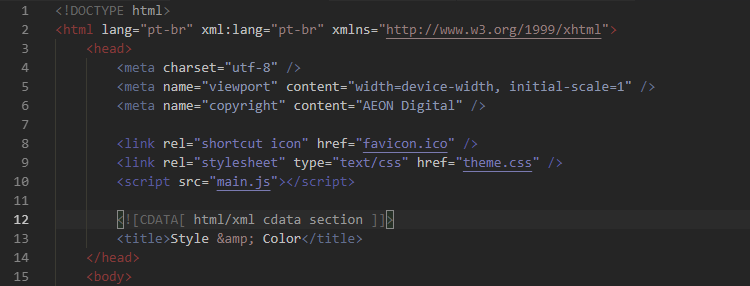 1 <!DOCTYPE html>
2 <html lang="pt-br" xml:lang="pt-br" xmlns="http://www.w3.org/1999/xhtml">
3 <head>
4 <meta charset="utf-8" />
5 <meta name="viewport" content="width=device-width, initial-scale=1" />
6 <meta name="copyright" content="AEON Digital" />
7
8 <link rel="shortcut icon" href="favicon.ico" />
9 <link rel="stylesheet" type="text/css" href="theme.css" />
10 <script src="main.js"></script>
11
12 <![CDATA[ html/xml cdata section ]]>
13 <title>Style &amp; Color</title>
14 </head>
15 <body>